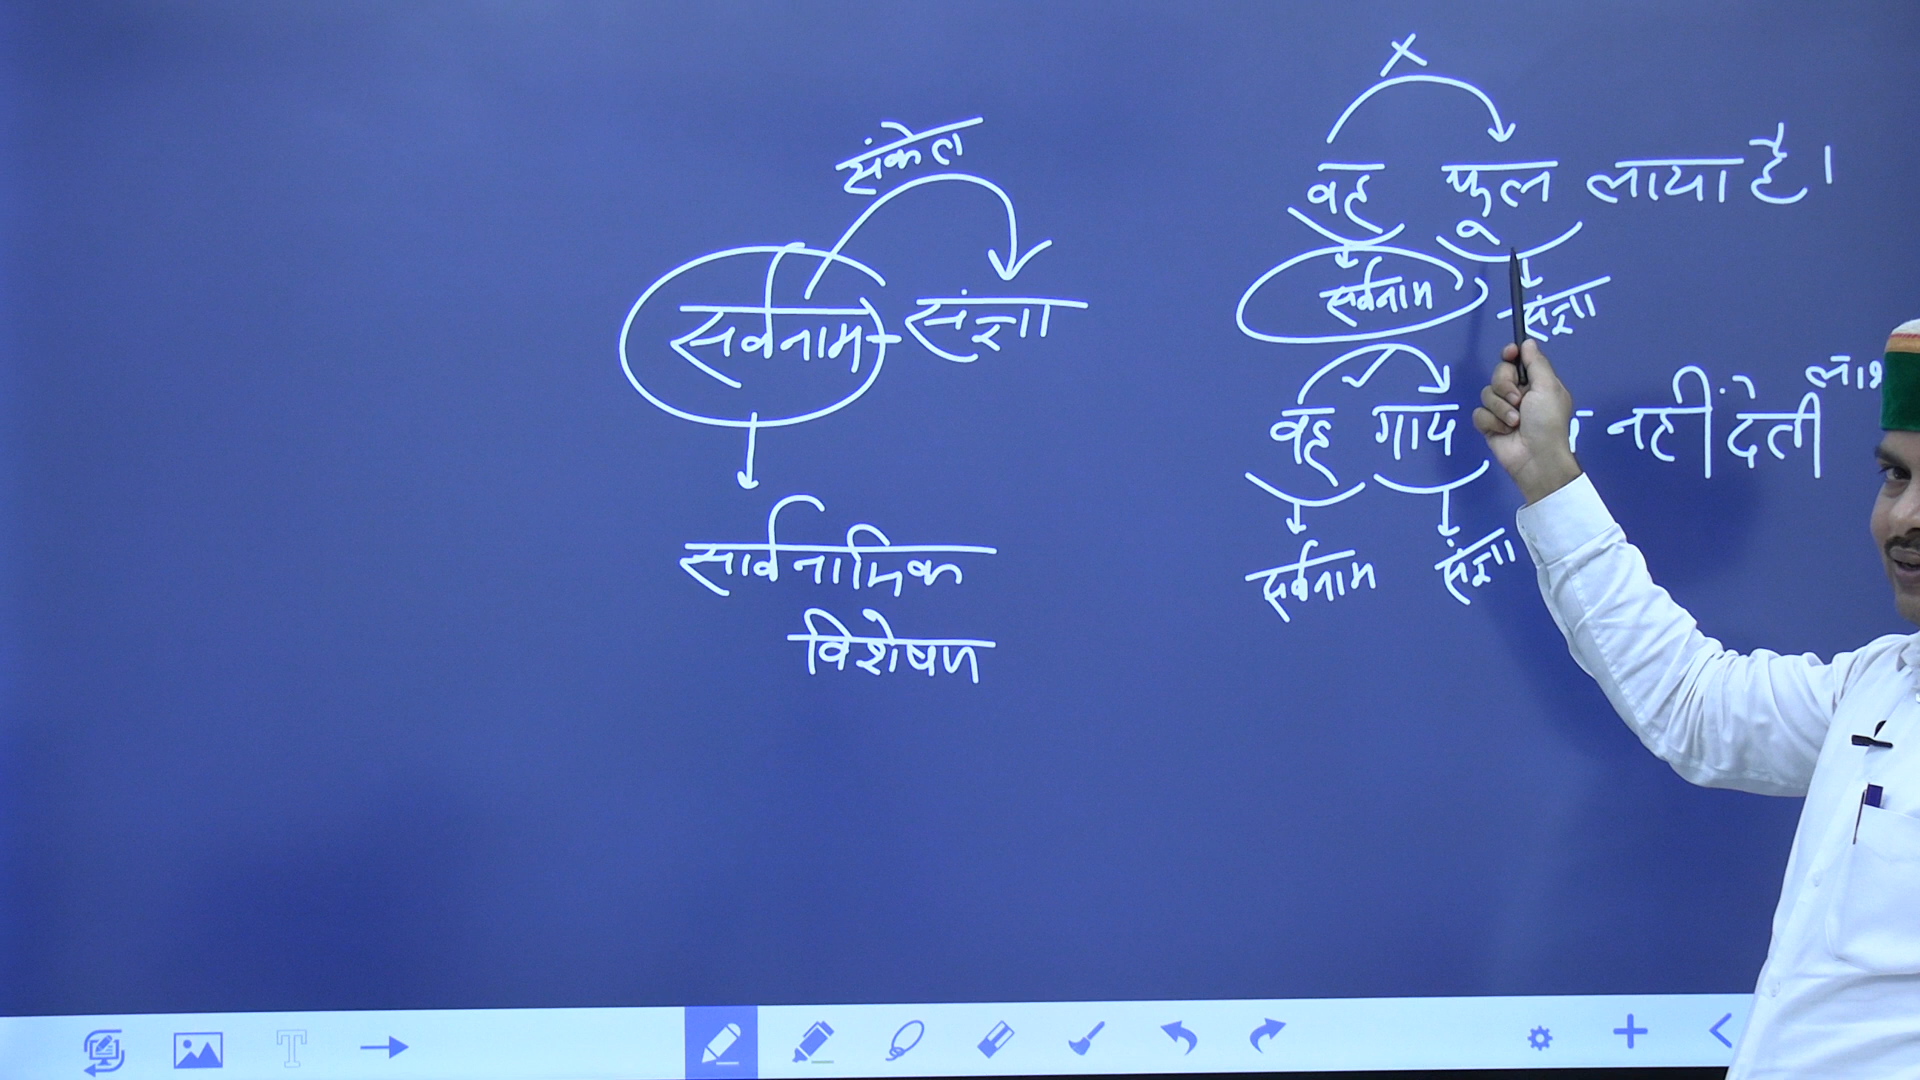 संकेत
सर्वनाम - संज्ञा
सार्वनामिक
विशेषण
×
वह फूल लाया है।
सर्वनाम संज्ञा
वह गाय नहीं देती
सर्वनाम संज्ञा